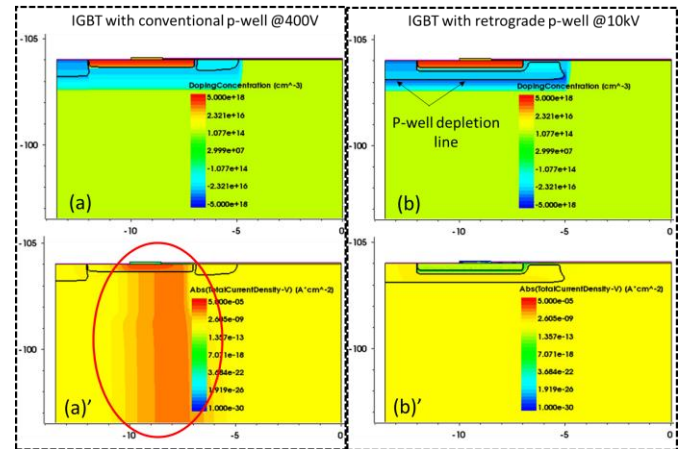 IGBT with conventional p-well @400V
IGBT with retrograde p-well @10kV
-105
DopingConcentration (cm^-3)
5.000e+18
2.321e+16
1.077e+14
2.999e+07
-1.077e+14
-2.321e+16
-5.000e+18
-100
(a)
-10
-5
0
-105
DopingConcentration (cm^-3)
5.000e+18
2.321e+16
1.077e+14
2.999e+07
-1.077e+14
-2.321e+16
-5.000e+18
P-well depletion
line
-100
(b)
-10
-5
0
-105
Abs(TotalCurrentDensity-V) (A*cm^-2)
5.000e-05
2.605e-09
1.357e-13
7.071e-18
3.684e-22
1.919e-26
1.000e-30
-100
(a)'
-10
-5
0
-105
Abs(TotalCurrentDensity-V) (A*cm^-2)
5.000e-05
2.605e-09
1.357e-13
7.071e-18
3.684e-22
1.919e-26
1.000e-30
-100
(b)'
-10
-5
0